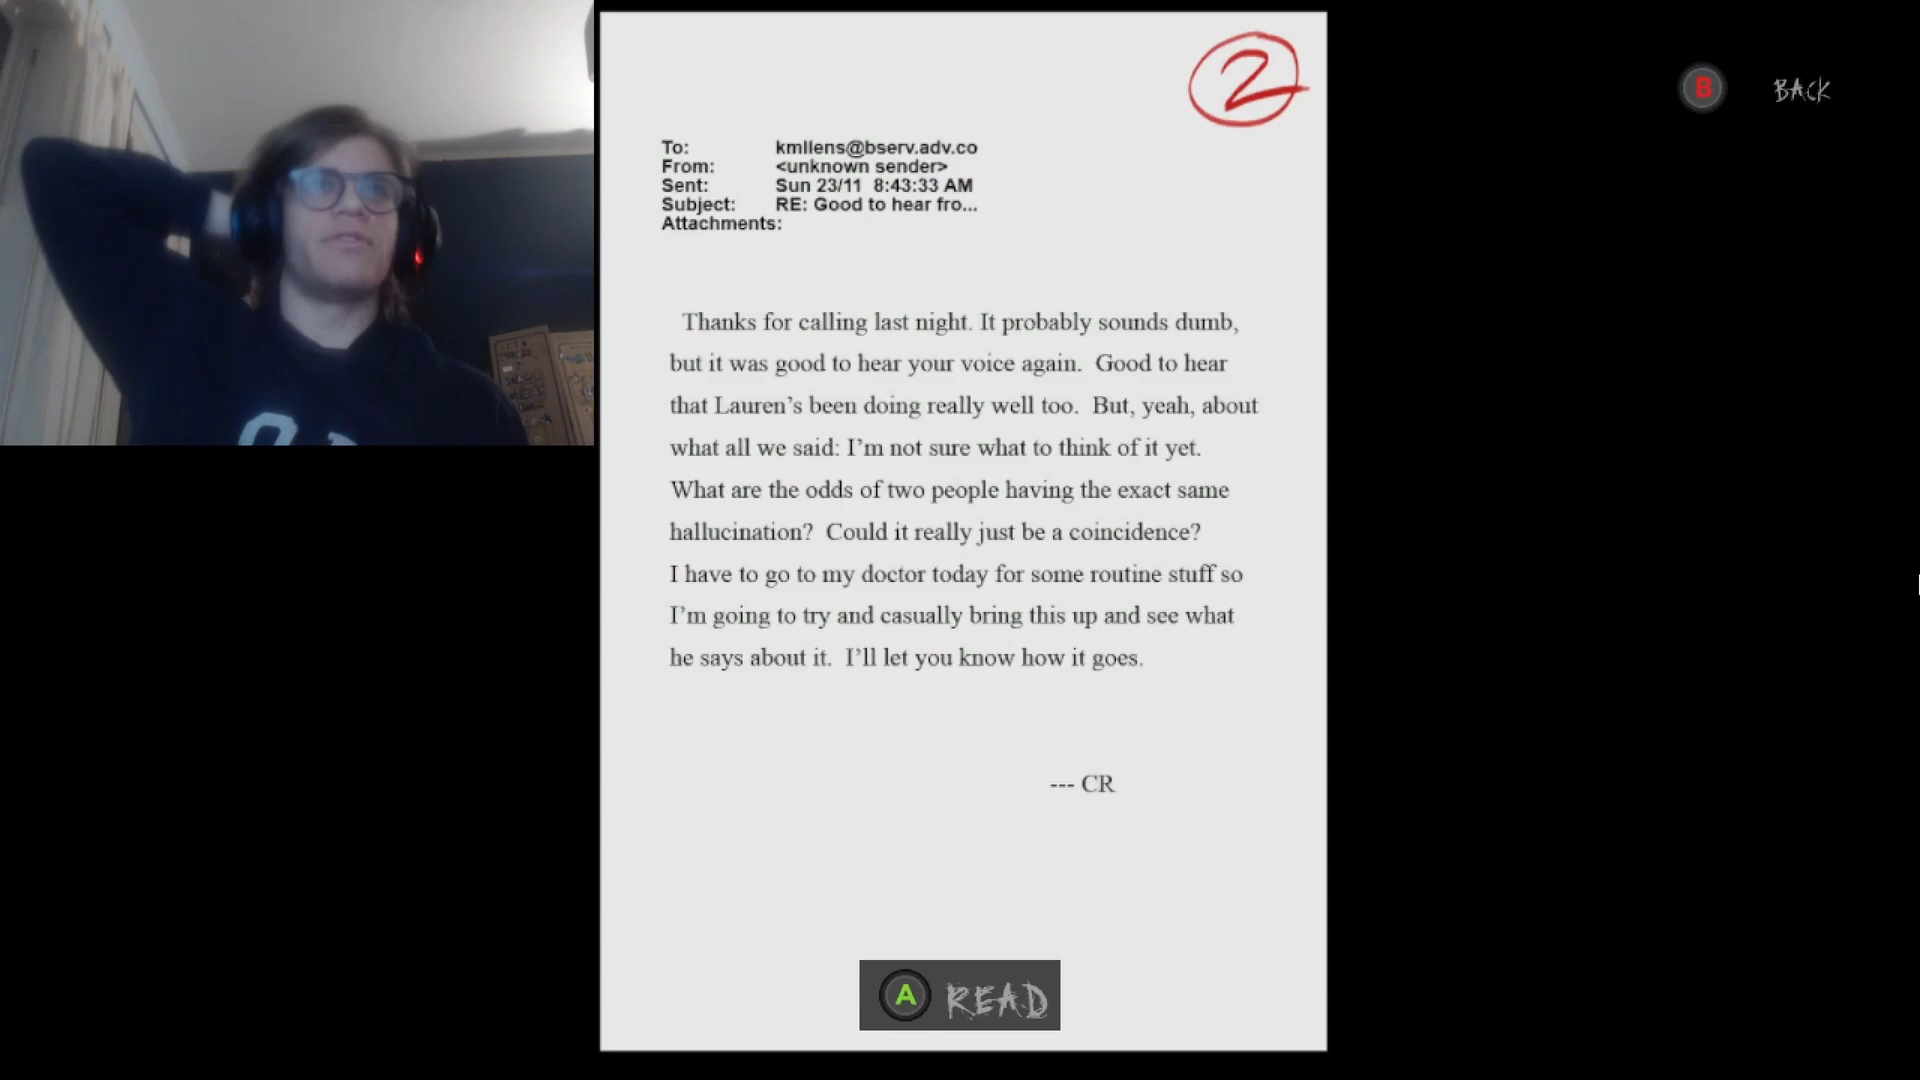 2
B BACK
To: kmllens@bserv.adv.co
From: <unknown sender>
Sent: Sun 23/11 8:43:33 AM
Subject: RE: Good to hear fro...
Attachments:
Thanks for calling last night. It probably sounds dumb,
but it was good to hear your voice again. Good to hear
that Lauren's been doing really well too. But, yeah, about
what all we said: I'm not sure what to think of it yet.
What are the odds of two people having the exact same
hallucination? Could it really just be a coincidence?
I have to go to my doctor today for some routine stuff so
I'm going to try and casually bring this up and see what
he says about it. I'll let you know how it goes.
--- CR
A READ